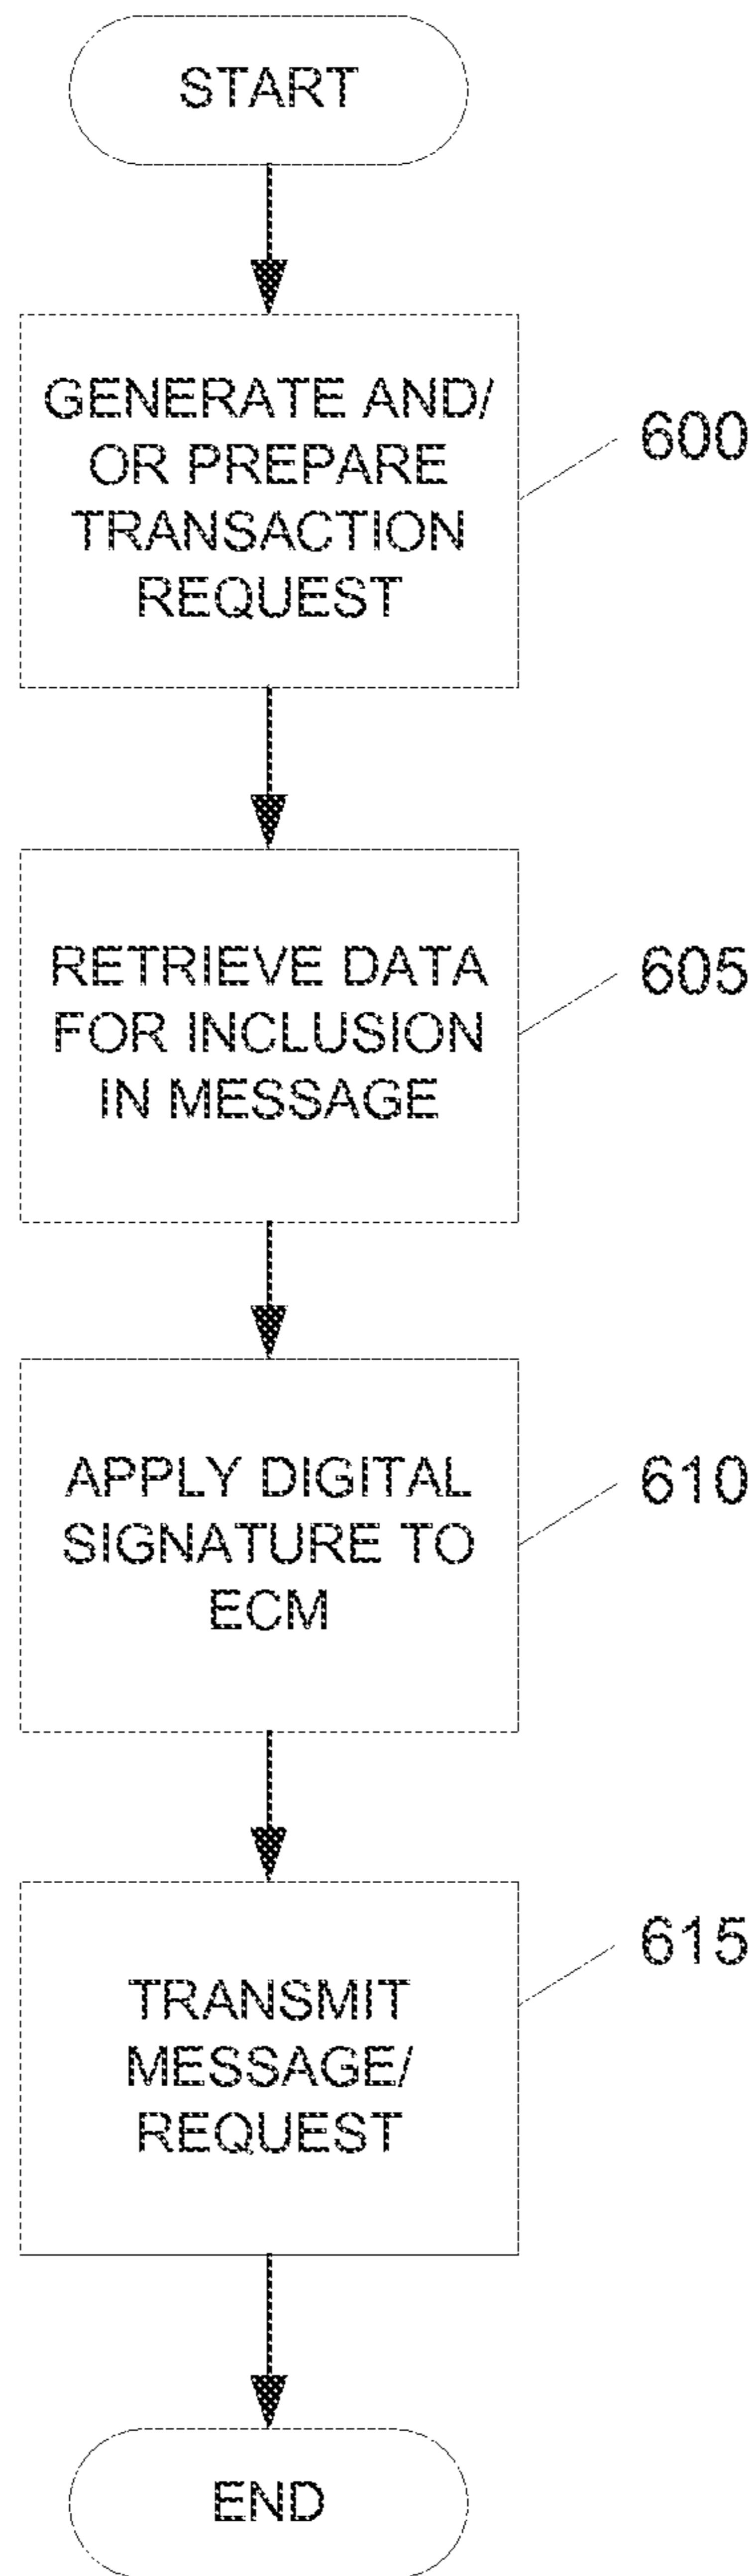 START
GENERATE AND/
OR PREPARE
TRANSACTION
REQUEST
600
RETRIEVE DATA
FOR INCLUSION
IN MESSAGE
605
APPLY DIGITAL
SIGNATURE TO
ECM
610
TRANSMIT
MESSAGE/
REQUEST
615
END